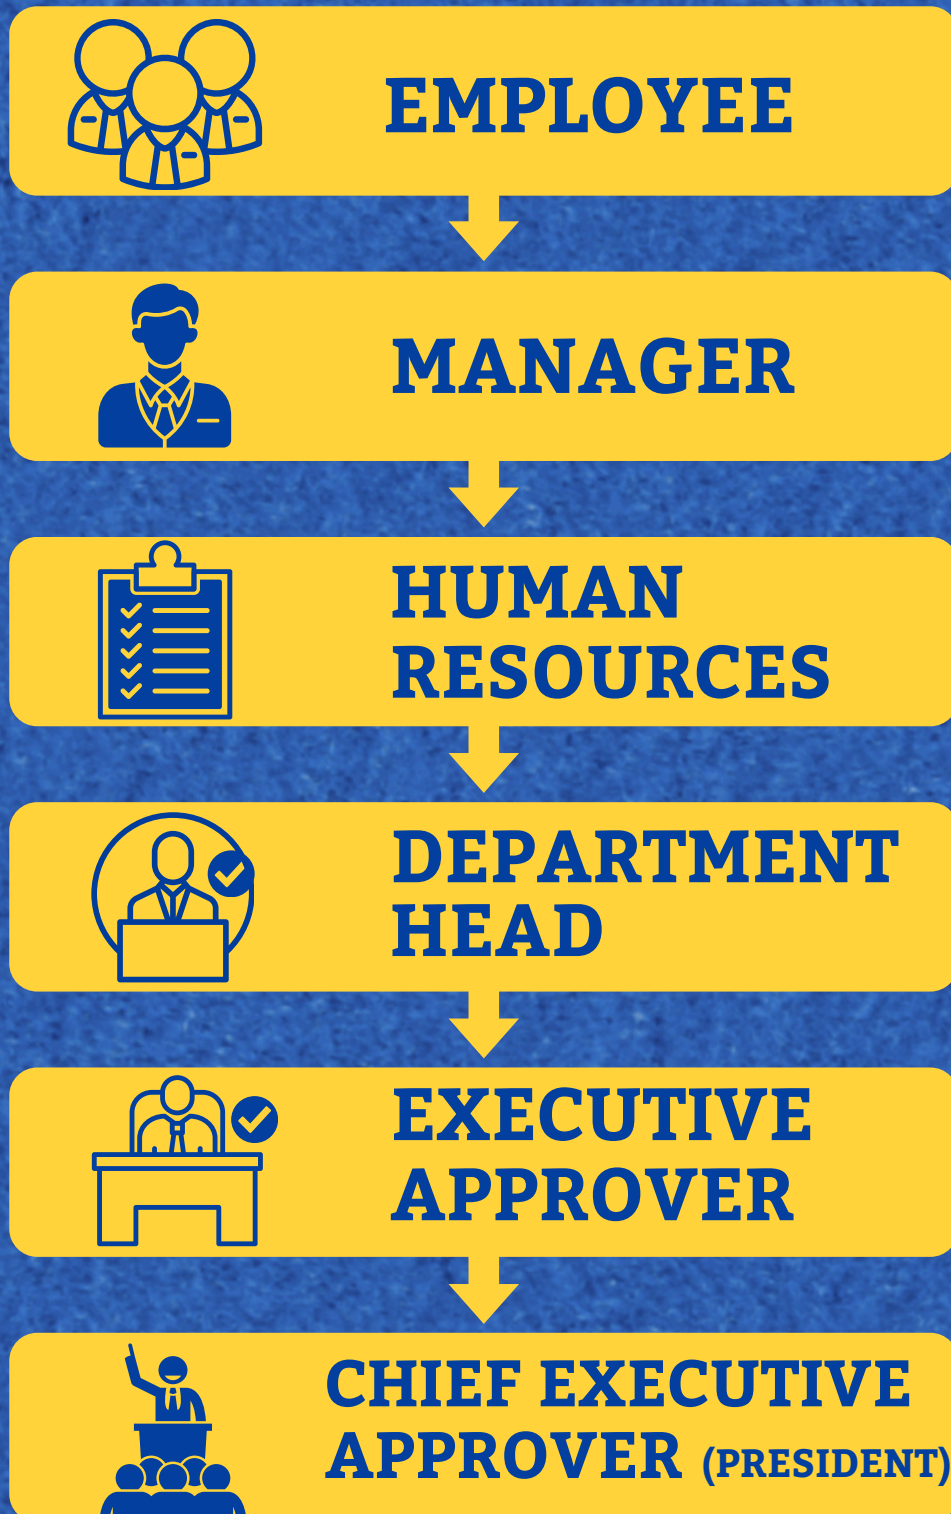 EMPLOYEE
MANAGER
HUMAN
RESOURCES
DEPARTMENT
HEAD
EXECUTIVE
APPROVER
CHIEF EXECUTIVE
APPROVER (PRESIDENT)